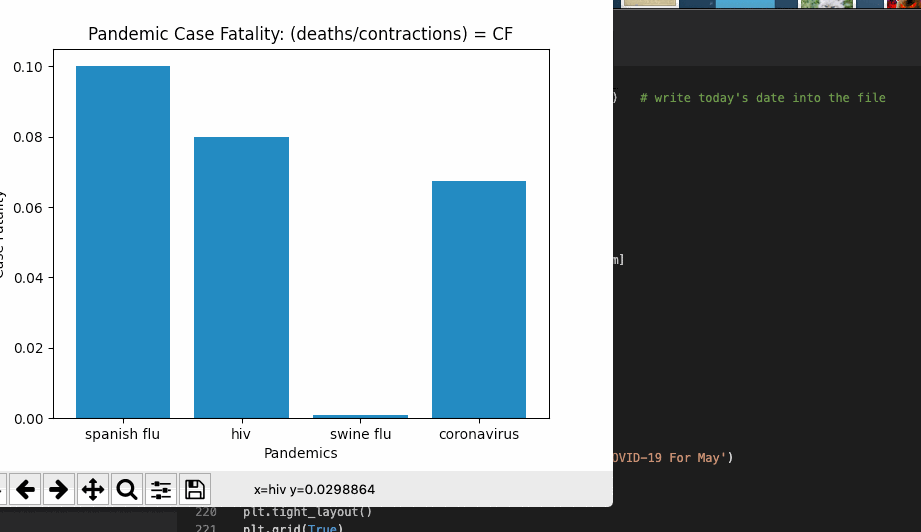 Pandemic Case Fatality: (deaths/contractions) = CF
0.10
0.08
0.06
0.04
0.02
0.00
spanish flu hiv swine flu coronavirus
Pandemics
x=hiv y=0.0298864
) # write today's date into the file
m]
OVID-19 For May')
220 plt.tight_layout()
221 plt.grid(True)